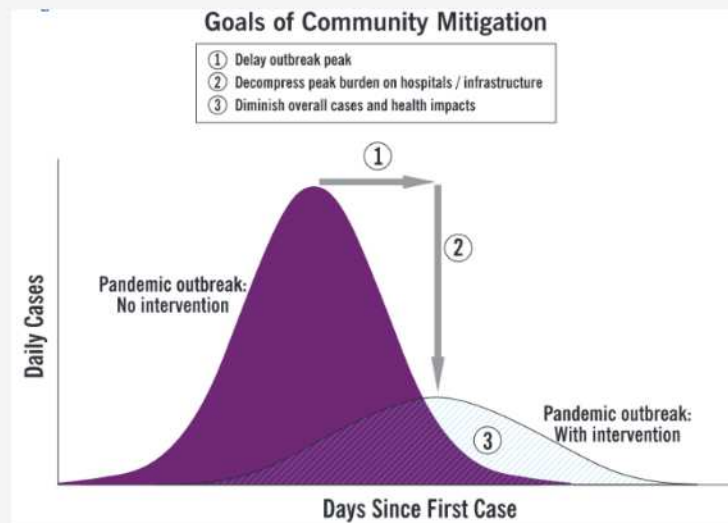 Goals of Community Mitigation
① Delay outbreak peak
② Decompress peak burden on hospitals / infrastructure
③ Diminish overall cases and health impacts
①
②
Pandemic outbreak:
No intervention
Daily Cases
Pandemic outbreak:
With intervention
③
Days Since First Case